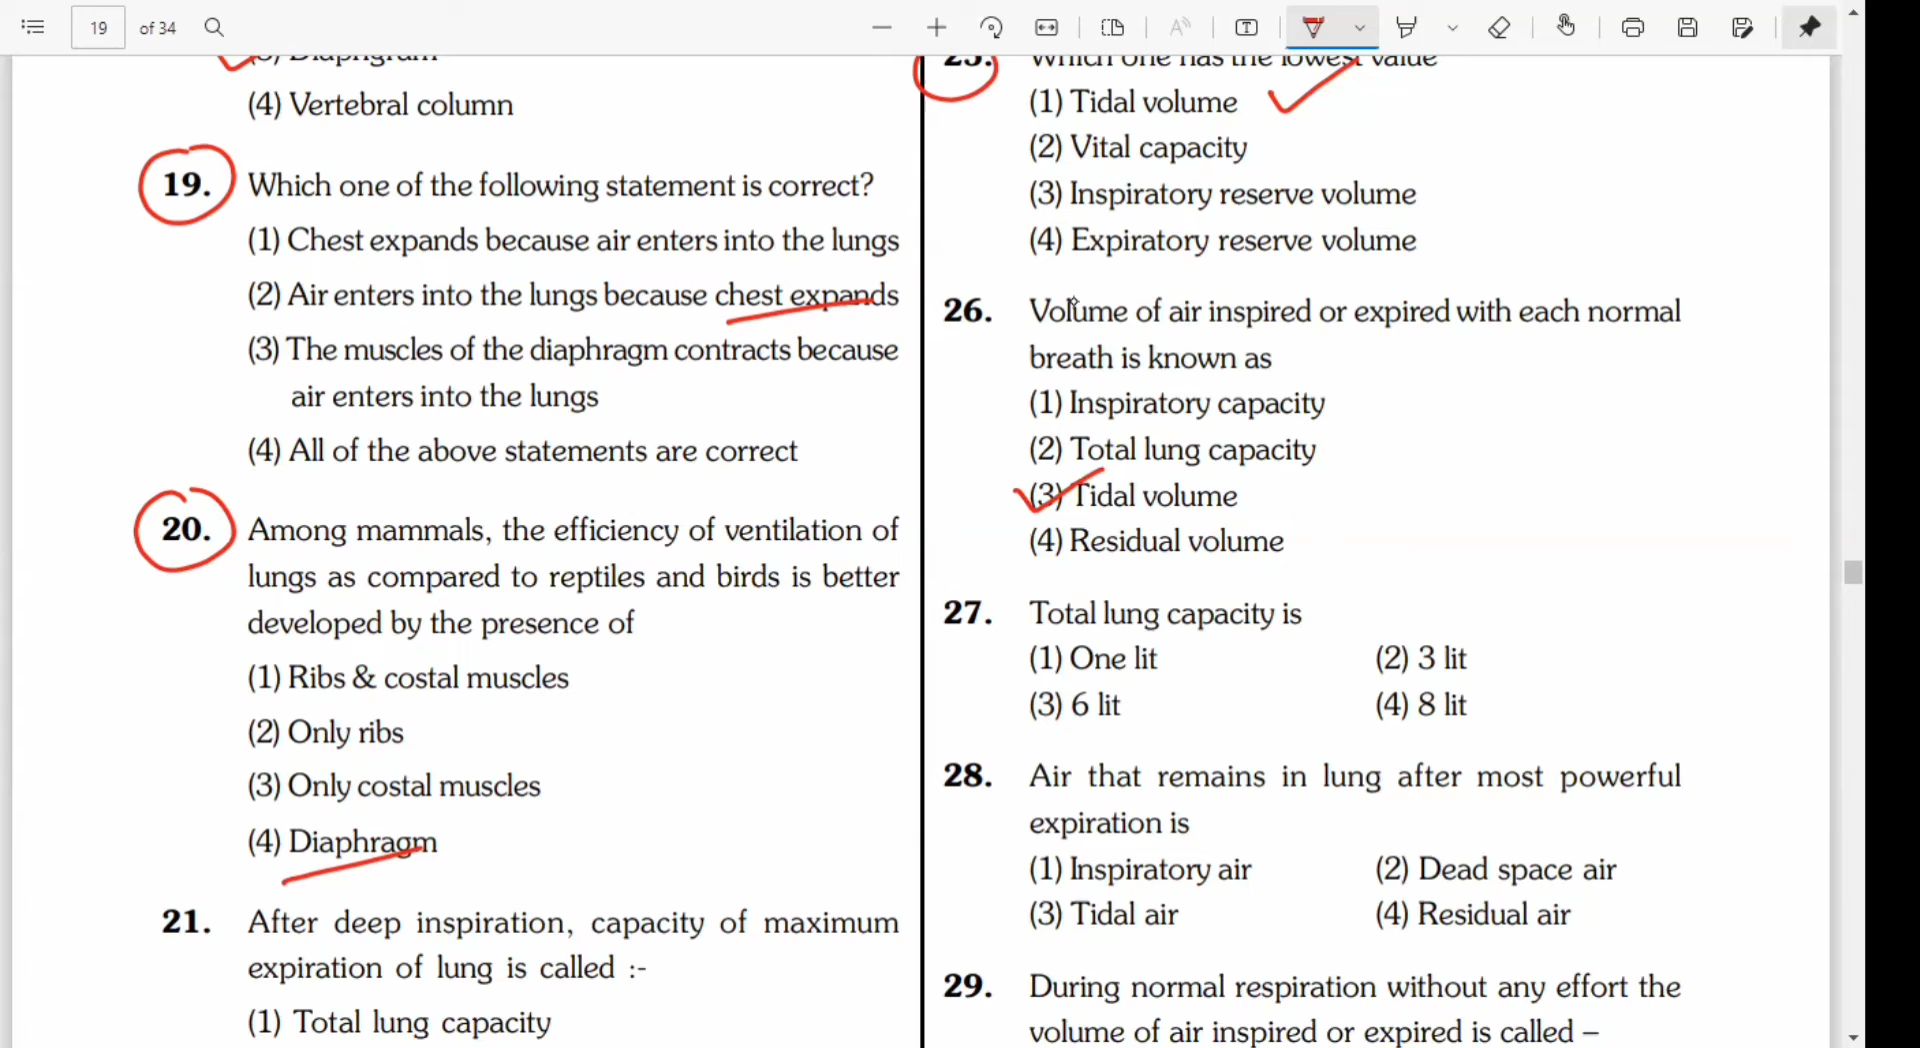 19 of 34
(3) Diaphgram
(4) Vertebral column
19. Which one of the following statement is correct?
(1) Chest expands because air enters into the lungs
(2) Air enters into the lungs because chest expands
(3) The muscles of the diaphragm contracts because
air enters into the lungs
(4) All of the above statements are correct
20. Among mammals, the efficiency of ventilation of
lungs as compared to reptiles and birds is better
developed by the presence of
(1) Ribs & costal muscles
(2) Only ribs
(3) Only costal muscles
(4) Diaphragm
21. After deep inspiration, capacity of maximum
expiration of lung is called :-
(1) Total lung capacity
25. Which one has the lowest value
(1) Tidal volume
(2) Vital capacity
(3) Inspiratory reserve volume
(4) Expiratory reserve volume
26. Volume of air inspired or expired with each normal
breath is known as
(1) Inspiratory capacity
(2) Total lung capacity
(3) Tidal volume
(4) Residual volume
27. Total lung capacity is
(1) One lit (2) 3 lit
(3) 6 lit (4) 8 lit
28. Air that remains in lung after most powerful
expiration is
(1) Inspiratory air (2) Dead space air
(3) Tidal air (4) Residual air
29. During normal respiration without any effort the
volume of air inspired or expired is called –